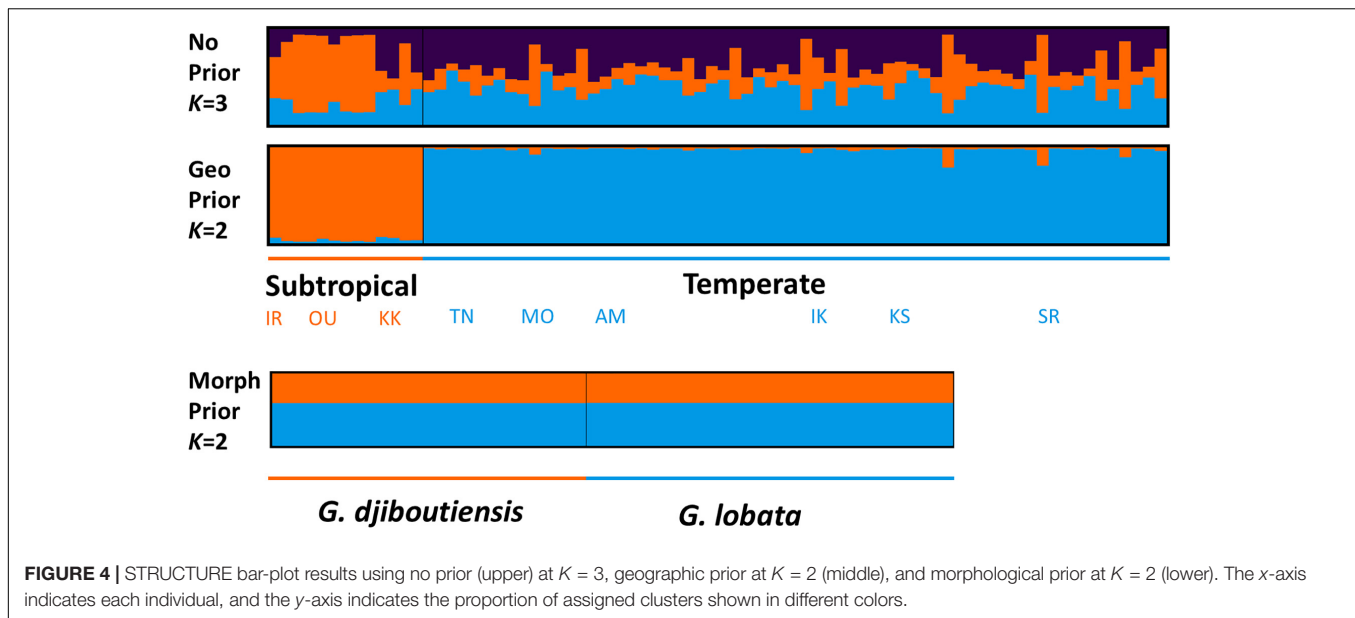 No
Prior
K=3
Geo
Prior
K=2
Subtropical Temperate
IR OU KK TN MO AM IK KS SR
Morph
Prior
K=2
G. djiboutiensis G. lobata
FIGURE 4 | STRUCTURE bar-plot results using no prior (upper) at K = 3, geographic prior at K = 2 (middle), and morphological prior at K = 2 (lower). The x-axis
indicates each individual, and the y-axis indicates the proportion of assigned clusters shown in different colors.